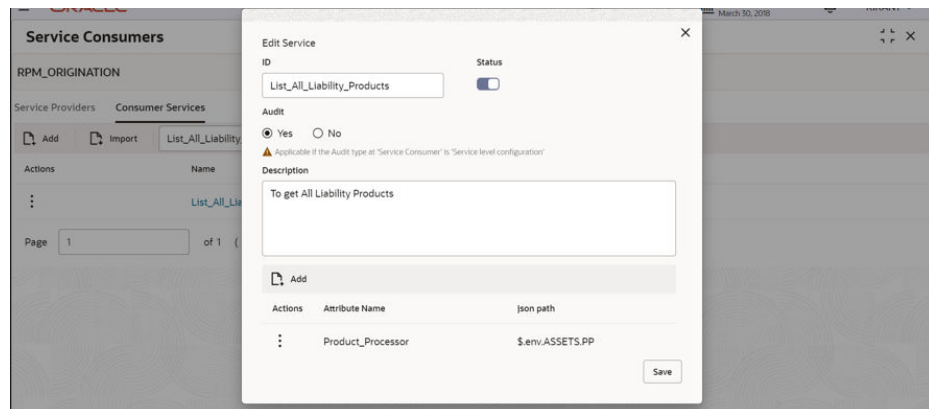 March 30, 2018
Service Consumers
RPM_ORIGINATION
Service Providers Consumer Services
Add Import List_All_Liability
Actions Name
List_All_Lia
Page 1 of 1 (
Edit Service
ID Status
List_All_Liability_Products
Audit
Yes No
Applicable if the Audit type at 'Service Consumer' is 'Service level configuration'
Description
To get All Liability Products
Add
Actions Attribute Name Json path
Product_Processor $.env.ASSETS.PP
Save